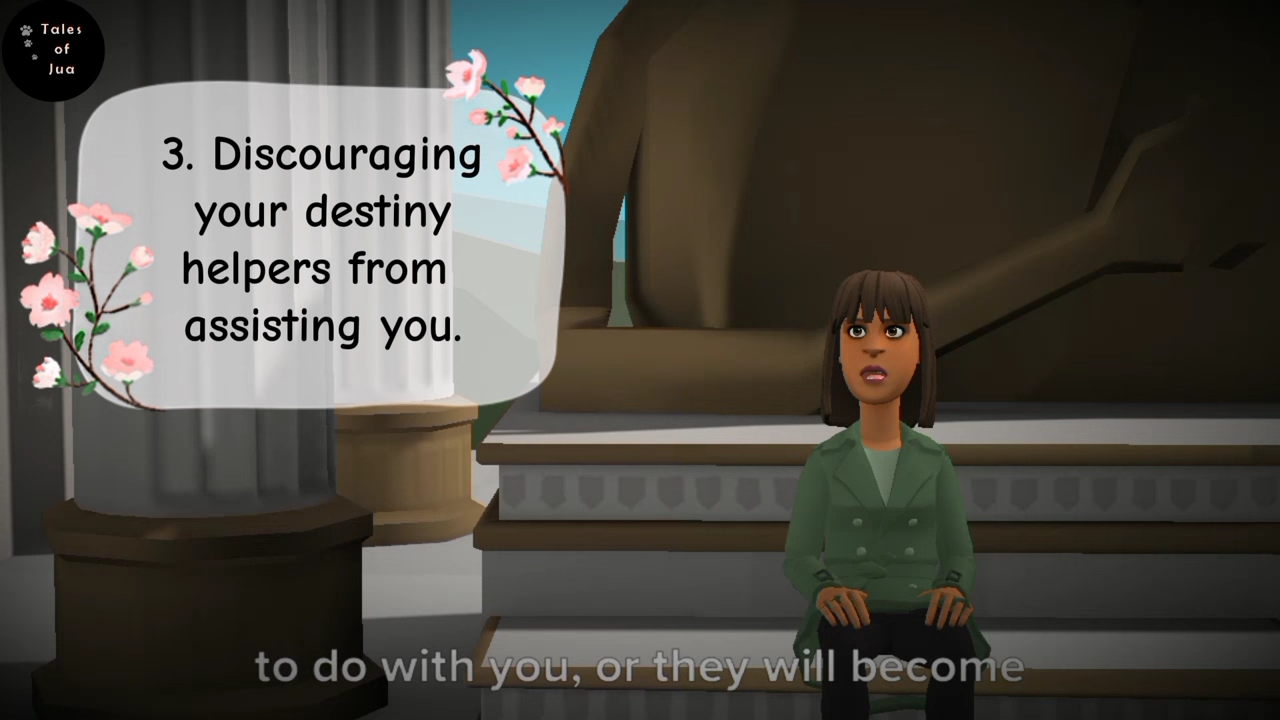 Tales
of
Jua
3. Discouraging
your destiny
helpers from
assisting you.
to do with you, or they will become